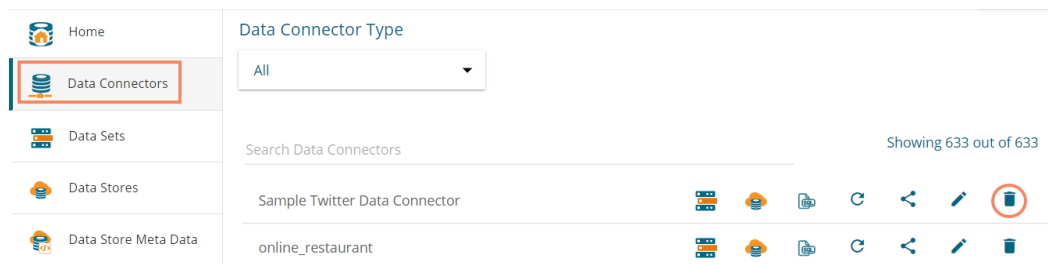 Home
Data Connectors
Data Sets
Data Stores
Data Store Meta Data
Data Connector Type
All
Search Data Connectors
Showing 633 out of 633
Sample Twitter Data Connector
online_restaurant